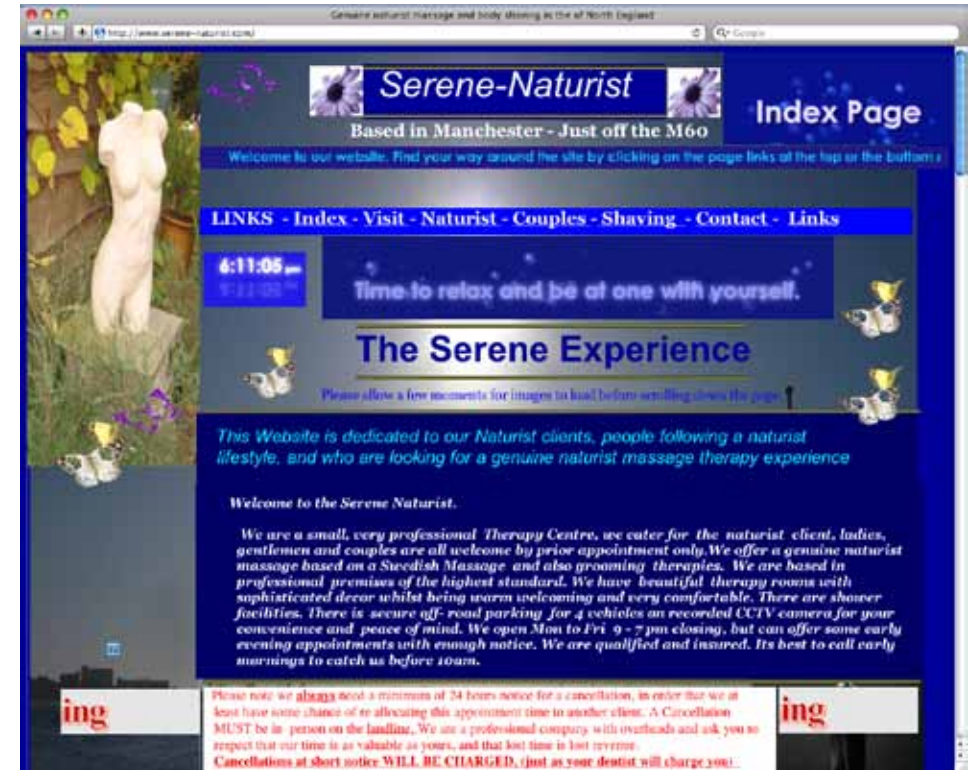 Genuine naturist massage and body shaving in the of North England
http://www.serene-naturist.com/
Google
Serene-Naturist
Based in Manchester - Just off the M60
Index Page
Welcome to our website. Find your way around the site by clicking on the page links at the top or the bottom
LINKS - Index - Visit - Naturist - Couples - Shaving - Contact - Links
6:11:05 pm
Time to relax and be at one with yourself.
The Serene Experience
Please allow a few moments for images to load before scrolling down the page.
This Website is dedicated to our Naturist clients, people following a naturist
lifestyle, and who are looking for a genuine naturist massage therapy experience
Welcome to the Serene Naturist.
We are a small, very professional Therapy Centre, we cater for the naturist client, ladies,
gentlemen and couples are all welcome by prior appointment only.We offer a genuine naturist
massage based on a Swedish Massage and also grooming therapies. We are based in
professional premises of the highest standard. We have beautiful therapy rooms with
sophisticated decor whilst being warm welcoming and very comfortable. There are shower
facilities. There is secure off- road parking for 4 vehicles on recorded CCTV camera for your
convenience and peace of mind. We open Mon to Fri 9 - 7 pm closing, but can offer some early
evening appointments with enough notice. We are qualified and insured. Its best to call early
mornings to catch us before 10am.
ing
Please note we always need a minimum of 24 hours notice for a cancellation, in order that we at
least have some chance of re allocating this appointment time to another client. A Cancellation
MUST be in person on the landline. We are a professional company with overheads and ask you to
respect that our time is as valuable as yours, and that lost time is lost revenue.
Cancellations at short notice WILL BE CHARGED, (just as your dentist will charge you)
ing